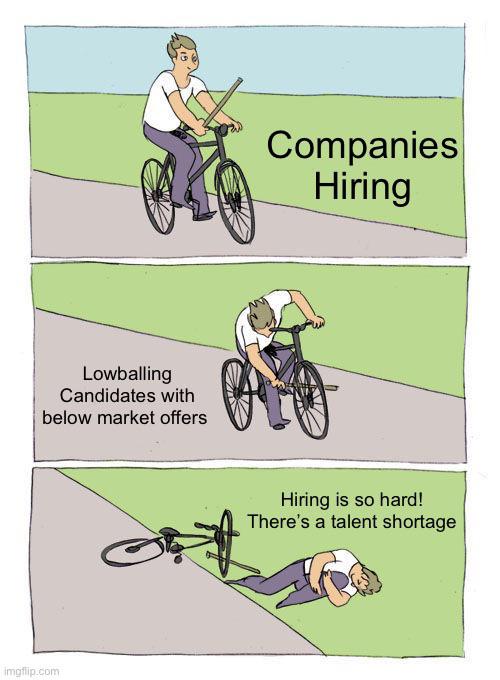 Companies
Hiring
Lowballing
Candidates with
below market offers
Hiring is so hard!
There’s a talent shortage
imgflip.com